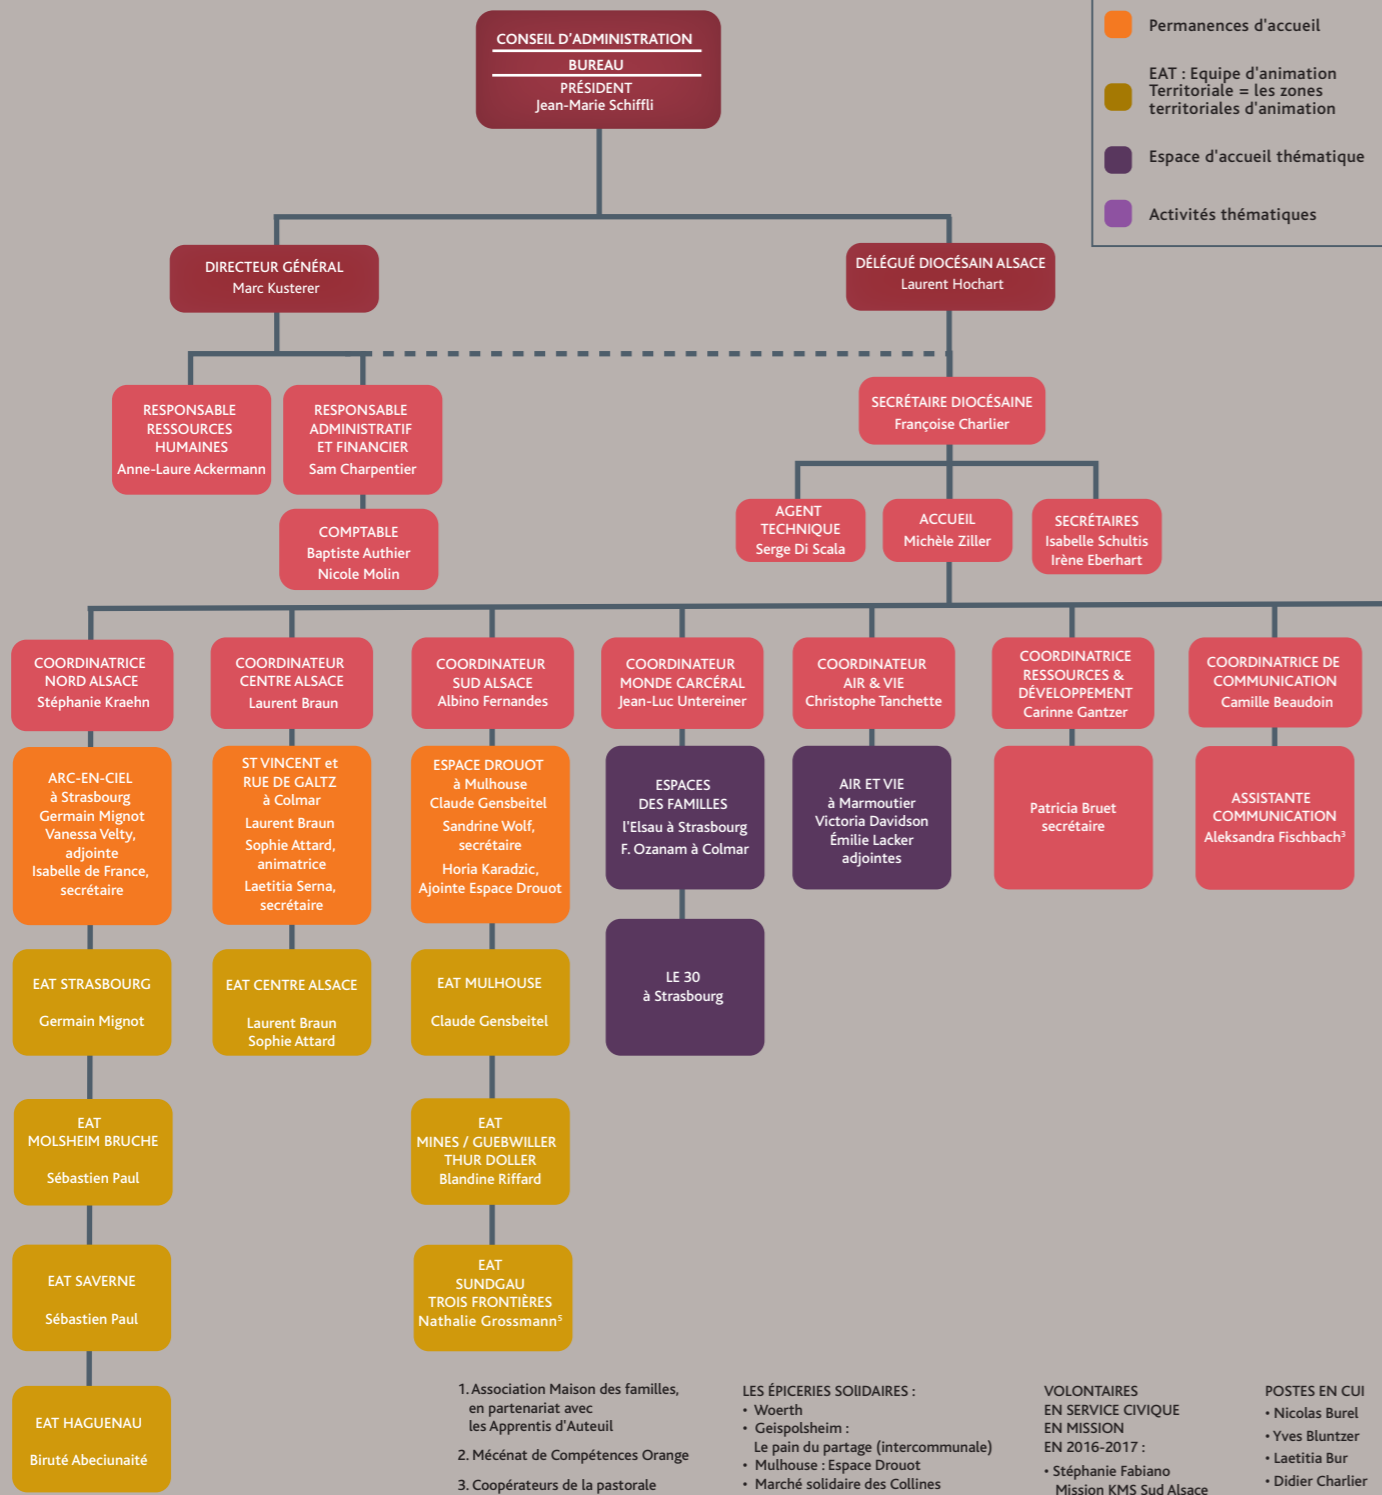 CONSEIL D'ADMINISTRATION
BUREAU
PRÉSIDENT
Jean-Marie Schiffli
Permanences d'accueil
EAT : Equipe d'animation
Territoriale = les zones
territoriales d'animation
Espace d'accueil thématique
Activités thématiques
DIRECTEUR GÉNÉRAL
Marc Kusterer
DÉLÉGUÉ DIOCÉSAIN ALSACE
Laurent Hochart
RESPONSABLE
RESSOURCES
HUMAINES
Anne-Laure Ackermann
RESPONSABLE
ADMINISTRATIF
ET FINANCIER
Sam Charpentier
SECRÉTAIRE DIOCÉSAINE
Françoise Charlier
COMPTABLE
Baptiste Authier
Nicole Molin
AGENT
TECHNIQUE
Serge Di Scala
ACCUEIL
Michèle Ziller
SECRÉTAIRES
Isabelle Schultis
Irène Eberhart
COORDINATRICE
NORD ALSACE
Stéphanie Kraehn
COORDINATEUR
CENTRE ALSACE
Laurent Braun
COORDINATEUR
SUD ALSACE
Albino Fernandes
COORDINATEUR
MONDE CARCÉRAL
Jean-Luc Untereiner
COORDINATEUR
AIR & VIE
Christophe Tanchette
COORDINATRICE
RESSOURCES &
DÉVELOPPEMENT
Carinne Gantzer
COORDINATRICE DE
COMMUNICATION
Camille Beaudoin
ARC-EN-CIEL
à Strasbourg
Germain Mignot
Vanessa Velty,
adjointe
Isabelle de France,
secrétaire
ST VINCENT et
RUE DE GALTZ
à Colmar
Laurent Braun
Sophie Attard,
animatrice
Laetitia Serna,
secrétaire
ESPACE DROUOT
à Mulhouse
Claude Gensbeitel
Sandrine Wolf,
secrétaire
Horia Karadzic,
Ajointe Espace Drouot
ESPACES
DES FAMILLES
l'Elsau à Strasbourg
F. Ozanam à Colmar
AIR ET VIE
à Marmoutier
Victoria Davidson
Émilie Lacker
adjointes
Patricia Bruet
secrétaire
ASSISTANTE
COMMUNICATION
Aleksandra Fischbach³
EAT STRASBOURG
Germain Mignot
EAT CENTRE ALSACE
Laurent Braun
Sophie Attard
EAT MULHOUSE
Claude Gensbeitel
LE 30
à Strasbourg
EAT
MOLSHEIM BRUCHE
Sébastien Paul
EAT
MINES / GUEBWILLER
THUR DOLLER
Blandine Riffard
EAT SAVERNE
Sébastien Paul
EAT
SUNDGAU
TROIS FRONTIÈRES
Nathalie Grossmann⁵
EAT HAGUENAU
Biruté Abeciunaité
1. Association Maison des familles,
en partenariat avec
les Apprentis d'Auteuil
2. Mécénat de Compétences Orange
3. Coopérateurs de la pastorale
LES ÉPICERIES SOlIDAIRES :
• Woerth
• Geispolsheim :
Le pain du partage (intercommunale)
• Mulhouse : Espace Drouot
• Marché solidaire des Collines
VOLONTAIRES
EN SERVICE CIVIQUE
EN MISSION
EN 2016-2017 :
• Stéphanie Fabiano
Mission KMS Sud Alsace
POSTES EN CUI
• Nicolas Burel
• Yves Bluntzer
• Laetitia Bur
• Didier Charlier